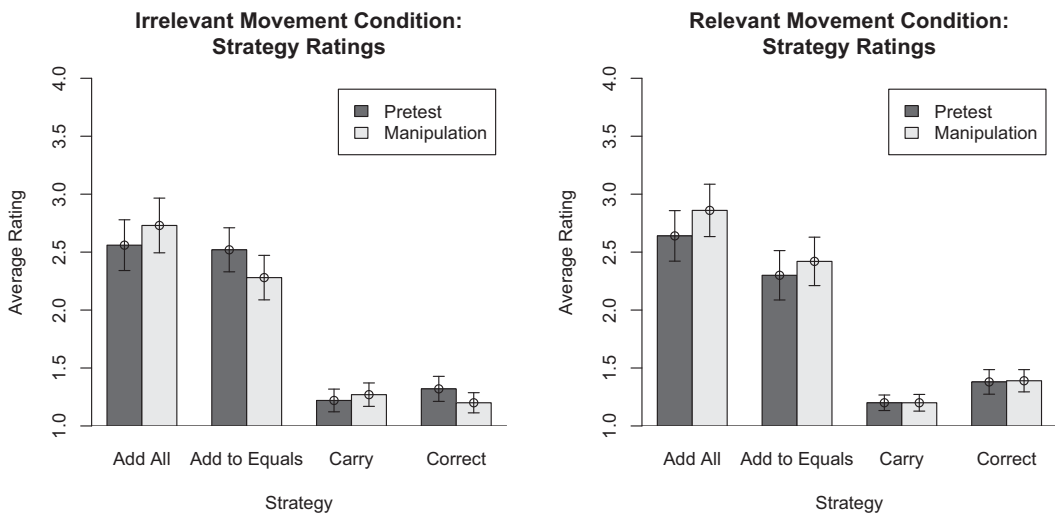 Irrelevant Movement Condition:
Strategy Ratings
Average Rating
4.0
3.5
3.0
2.5
2.0
1.5
1.0
Pretest
Manipulation
Add All
Add to Equals
Carry
Correct
Strategy
Relevant Movement Condition:
Strategy Ratings
Average Rating
4.0
3.5
3.0
2.5
2.0
1.5
1.0
Pretest
Manipulation
Add All
Add to Equals
Carry
Correct
Strategy